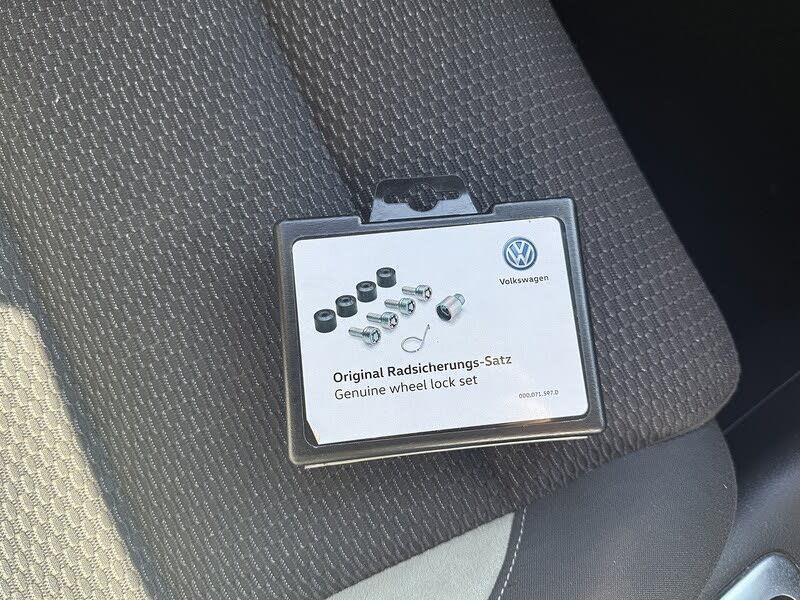 Volkswagen
Original Radsicherungs-Satz
Genuine wheel lock set
000.071.597.D